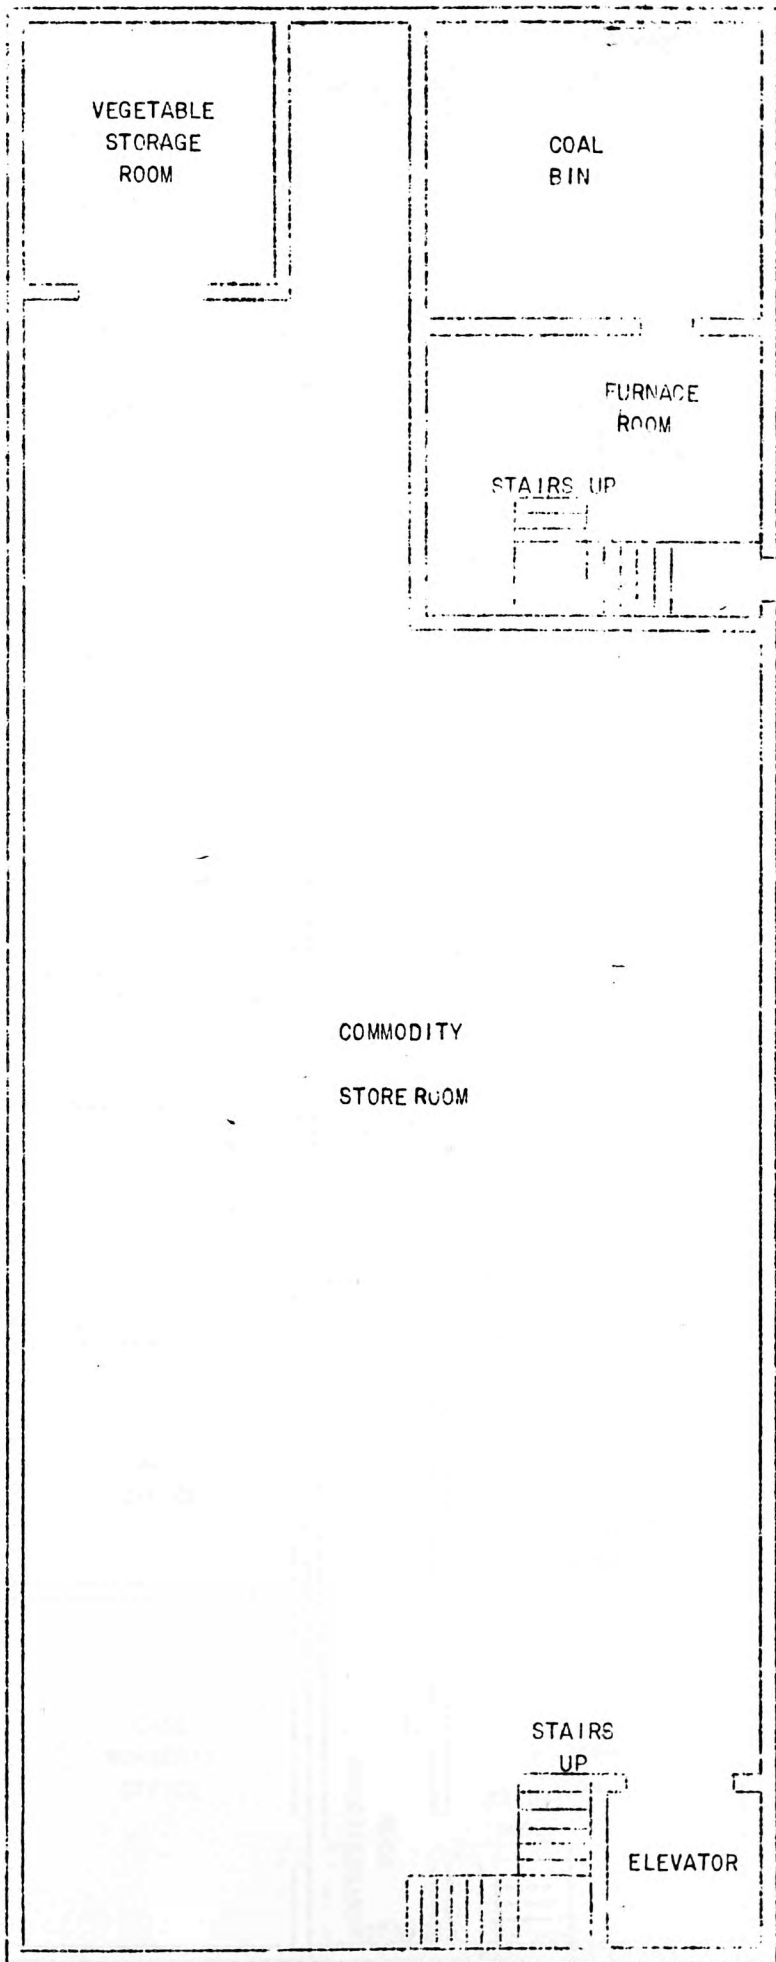 VEGETABLE
STORAGE
ROOM
COAL
BIN
FURNACE
ROOM
STAIRS UP
COMMODITY
STORE ROOM
STAIRS
UP
ELEVATOR